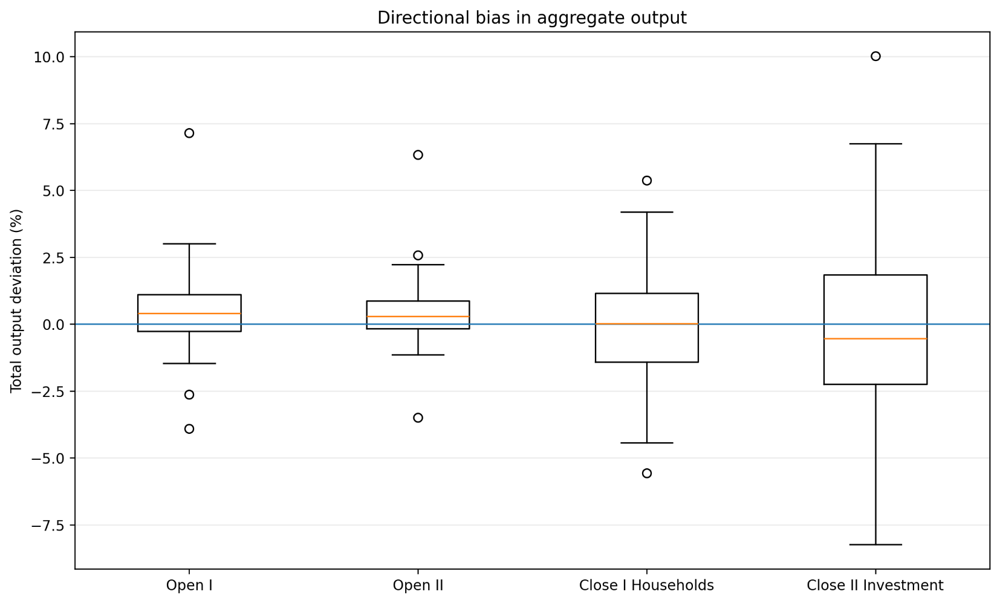 Directional bias in aggregate output
Total output deviation (%)
10.0
7.5
5.0
2.5
0.0
−2.5
−5.0
−7.5
Open I
Open II
Close I Households
Close II Investment